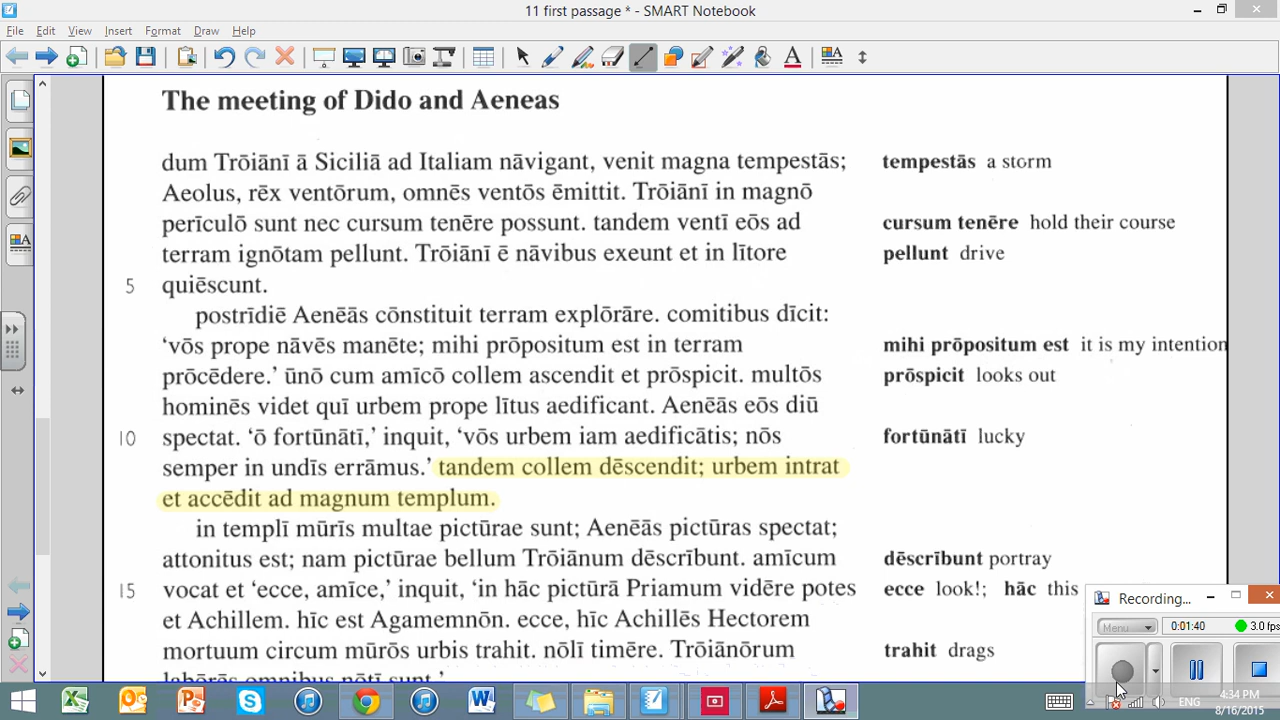 11 first passage * - SMART Notebook
File Edit View Insert Format Draw Help
The meeting of Dido and Aeneas
dum Trōiānī ā Siciliā ad Italiam nāvigant, venit magna tempestās; tempestās a storm
Aeolus, rēx ventōrum, omnēs ventōs ēmittit. Trōiānī in magnō
perīculō sunt nec cursum tenēre possunt. tandem ventī eōs ad cursum tenēre hold their course
terram ignōtam pellunt. Trōiānī ē nāvibus exeunt et in lītore pellunt drive
5 quiēscunt.
postrīdiē Aenēās cōnstituit terram explōrāre. comitibus dīcit:
‘vōs prope nāvēs manēte; mihi prōpositum est in terram mihi prōpositum est it is my intention
prōcēdere.’ ūnō cum amīcō collem ascendit et prōspicit. multōs prōspicit looks out
hominēs videt quī urbem prope lītus aedificant. Aenēās eōs diū
10 spectat. ‘ō fortūnātī,’ inquit, ‘vōs urbem iam aedificātis; nōs fortūnātī lucky
semper in undīs errāmus.’ tandem collem dēscendit; urbem intrat
et accēdit ad magnum templum.
in templī mūrīs multae pictūrae sunt; Aenēās pictūras spectat;
attonitus est; nam pictūrae bellum Trōiānum dēscrībunt. amīcum dēscrībunt portray
15 vocat et ‘ecce, amīce,’ inquit, ‘in hāc pictūrā Priamum vidēre potes ecce look!; hāc this
et Achillem. hīc est Agamemnōn. ecce, hīc Achillēs Hectorem
mortuum circum mūrōs urbis trahit. nōlī timēre. Trōiānōrum trahit drags
labōrēs omnibus nōtī sunt.’
Recording...
Menu 0:01:40 3.0 fps
ENG
4:34 PM
8/16/2015